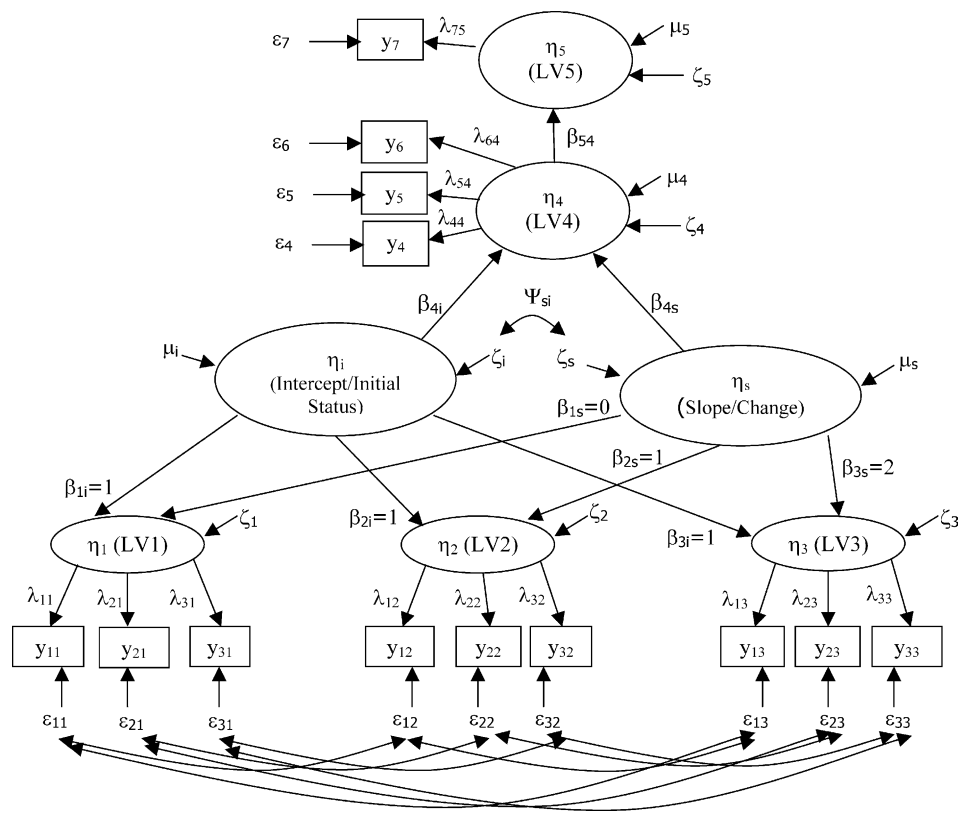 ε7 y7 λ75 η5 μ5
(LV5) ζ5
ε6 y6 λ64 β54
ε5 y5 λ54 η4 μ4
λ44 (LV4) ζ4
ε4 y4
β4i Ψsi β4s
μi ηi ζi ζs ηs μs
(Intercept/Initial
Status)
(Slope/Change)
β1s=0
β1i=1 β2i=1 β2s=1 β3i=1 β3s=2
η1 (LV1) ζ1 η2 (LV2) ζ2 η3 (LV3) ζ3
λ11 λ21 λ31 λ12 λ22 λ32 λ13 λ23 λ33
y11 y21 y31 y12 y22 y32 y13 y23 y33
ε11 ε21 ε31 ε12 ε22 ε32 ε13 ε23 ε33